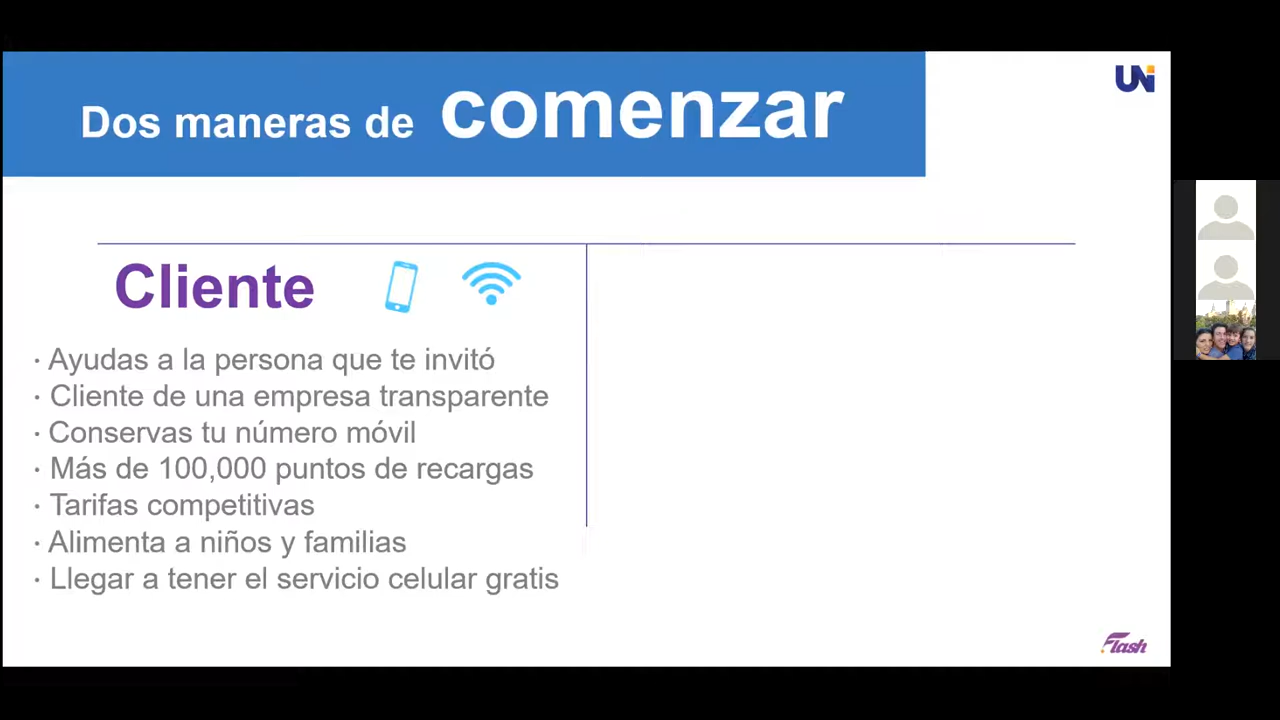 Dos maneras de comenzar
UNi
Cliente
· Ayudas a la persona que te invitó
· Cliente de una empresa transparente
· Conservas tu número móvil
· Más de 100,000 puntos de recargas
· Tarifas competitivas
· Alimenta a niños y familias
· Llegar a tener el servicio celular gratis
Flash